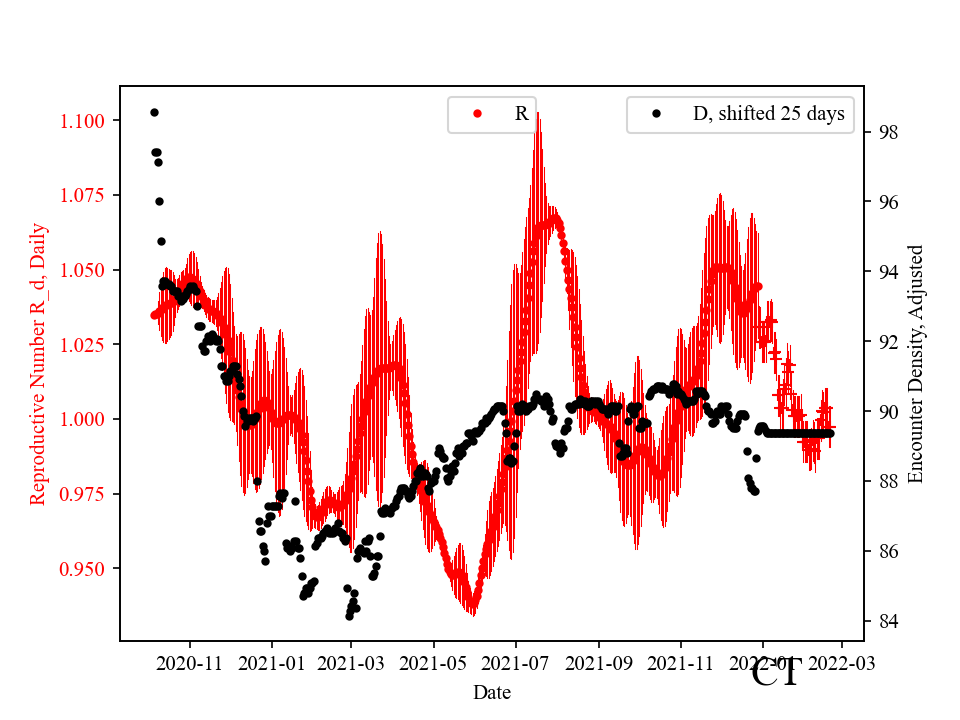 R
D, shifted 25 days
1.100
1.075
1.050
1.025
1.000
0.975
0.950
Reproductive Number R_d, Daily
98
96
94
92
90
88
86
84
Encounter Density, Adjusted
2020-11 2021-01 2021-03 2021-05 2021-07 2021-09 2021-11 2022-01 2022-03
CT
Date